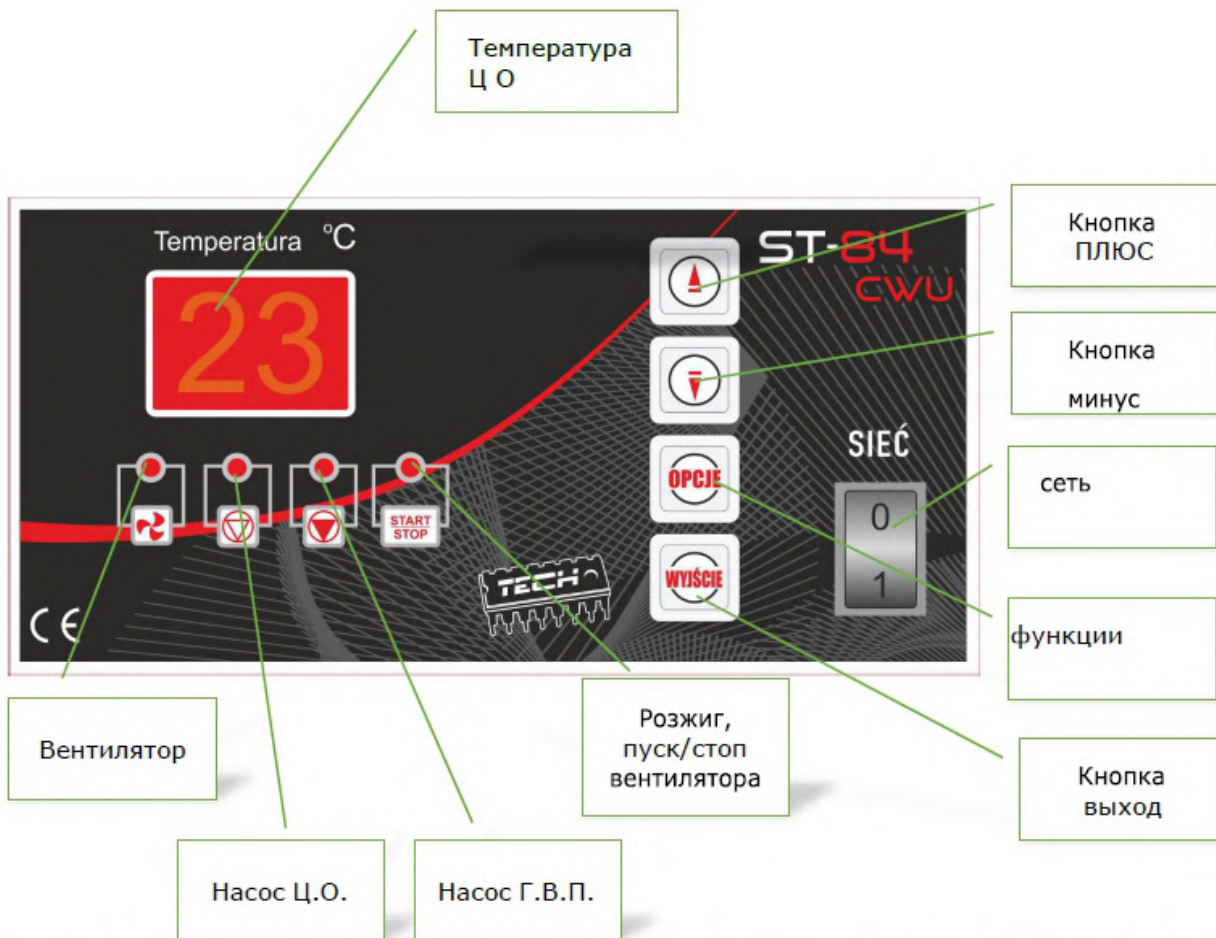 Температура
Ц О
Temperatura °C
23
ST-84
CWU
Кнопка
ПЛЮС
Кнопка
минус
SIEĆ
0
1
сеть
OPCJE
START
STOP
TECH
WYJŚCIE
CE
функции
Вентилятор
Розжиг,
пуск/стоп
вентилятора
Кнопка
выход
Насос Ц.О.
Насос Г.В.П.